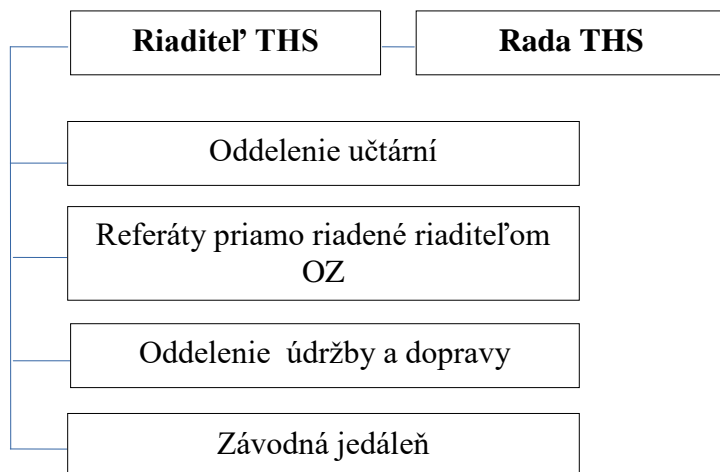 Riaditeľ THS
Rada THS
Oddelenie učtární
Referáty priamo riadené riaditeľom
OZ
Oddelenie  údržby a dopravy
Závodná jedáleň